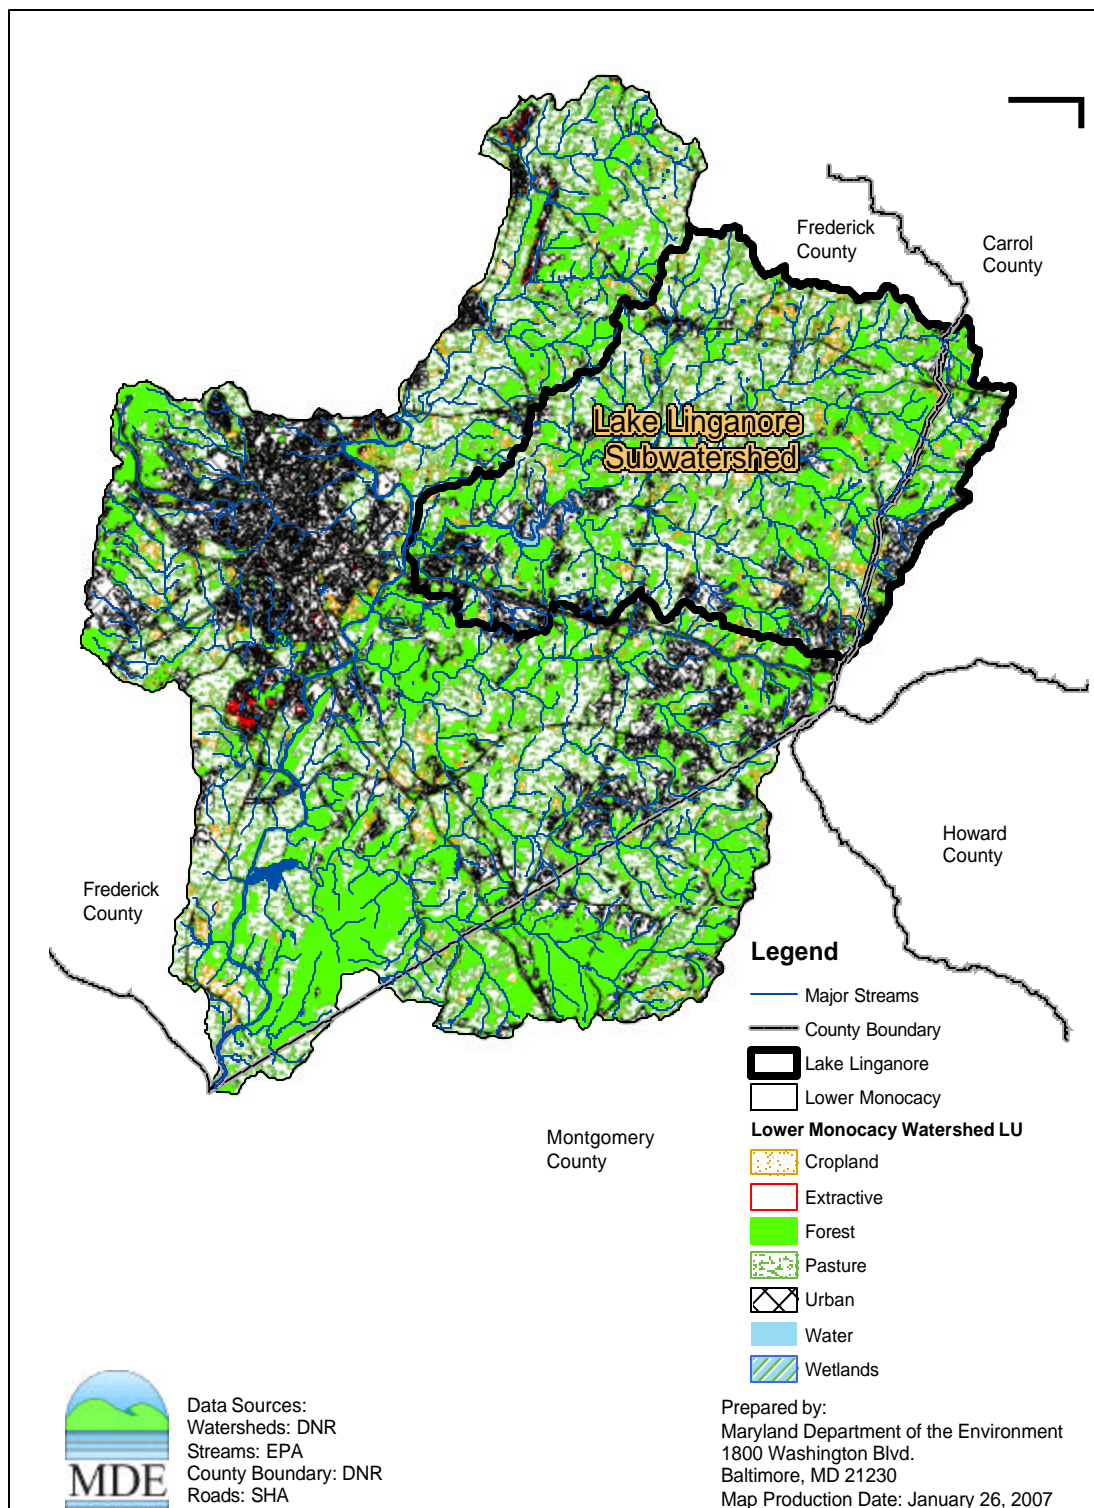 Frederick
County
Carrol
County
Lake Linganore
Subwatershed
Howard
County
Frederick
County
Montgomery
County
Legend
Major Streams
County Boundary
Lake Linganore
Lower Monocacy
Lower Monocacy Watershed LU
Cropland
Extractive
Forest
Pasture
Urban
Water
Wetlands
MDE
Data Sources:
Watersheds: DNR
Streams: EPA
County Boundary: DNR
Roads: SHA
Prepared by:
Maryland Department of the Environment
1800 Washington Blvd.
Baltimore, MD 21230
Map Production Date: January 26, 2007